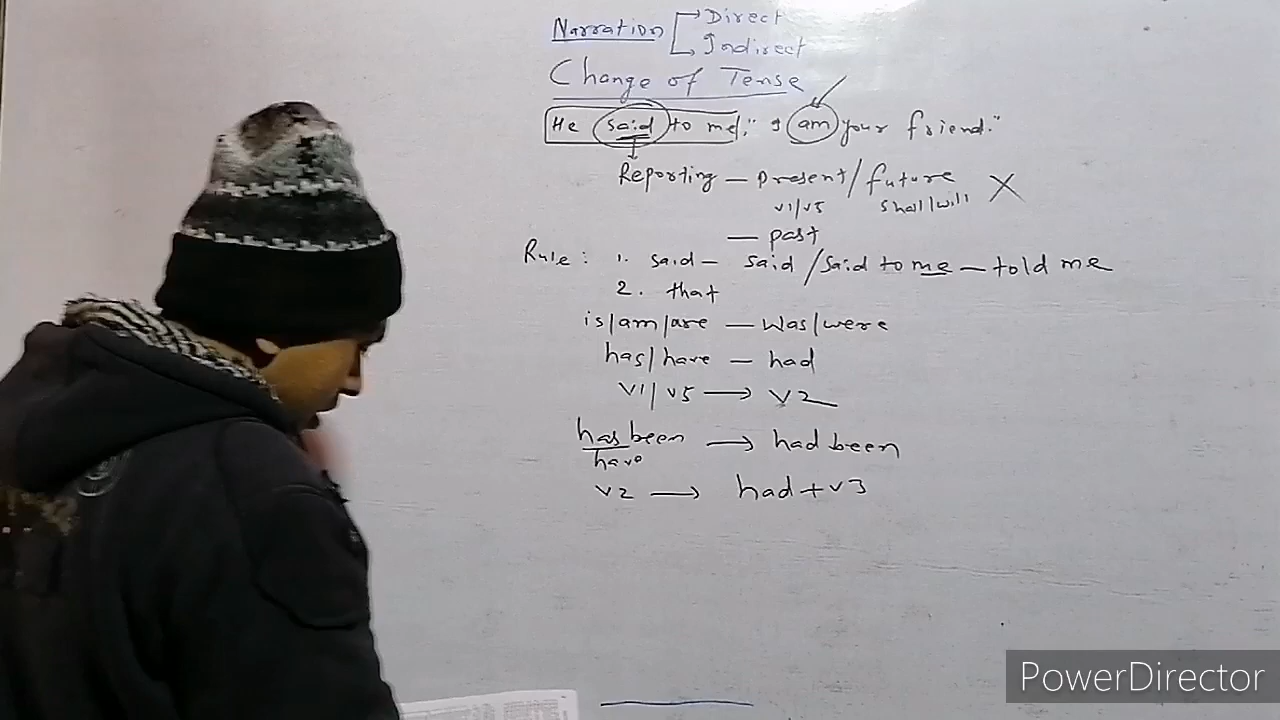 Narration Direct
Indirect
Change of Tense
He said to me," I am your friend."
Reporting – Present/future X
v1/v5 shall/will
– past
Rule: 1. said – said /said to me – told me
2. that
is/am/are – was/were
has/have – had
v1/v5 → v2
has been → had been
have
v2 → had+v3
PowerDirector